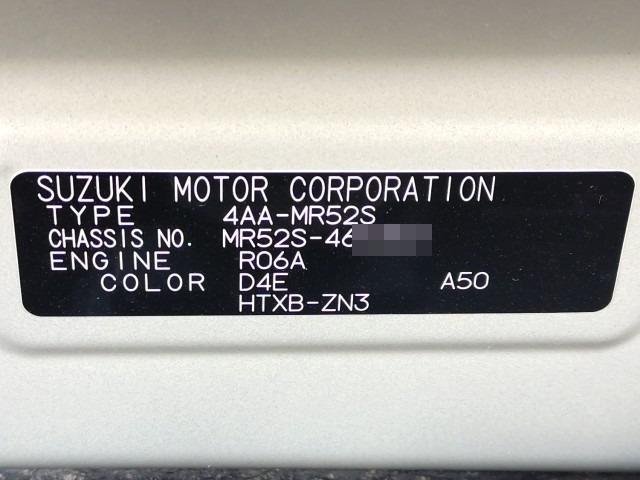 SUZUKI MOTOR CORPORATION
TYPE 4AA-MR52S
CHASSIS NO. MR52S-46
ENGINE R06A
COLOR D4E A50
HTXB-ZN3